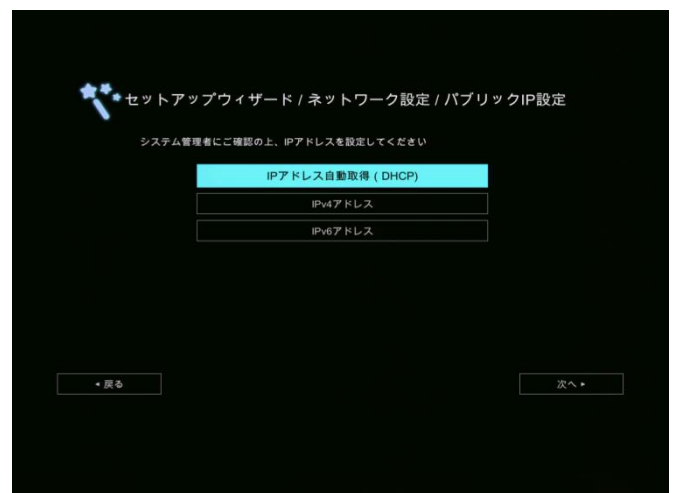 セットアップウィザード / ネットワーク設定 / パブリックIP設定
システム管理者にご確認の上、IPアドレスを設定してください
IPアドレス自動取得 ( DHCP)
IPv4アドレス
IPv6アドレス
◂ 戻る
次へ ▸